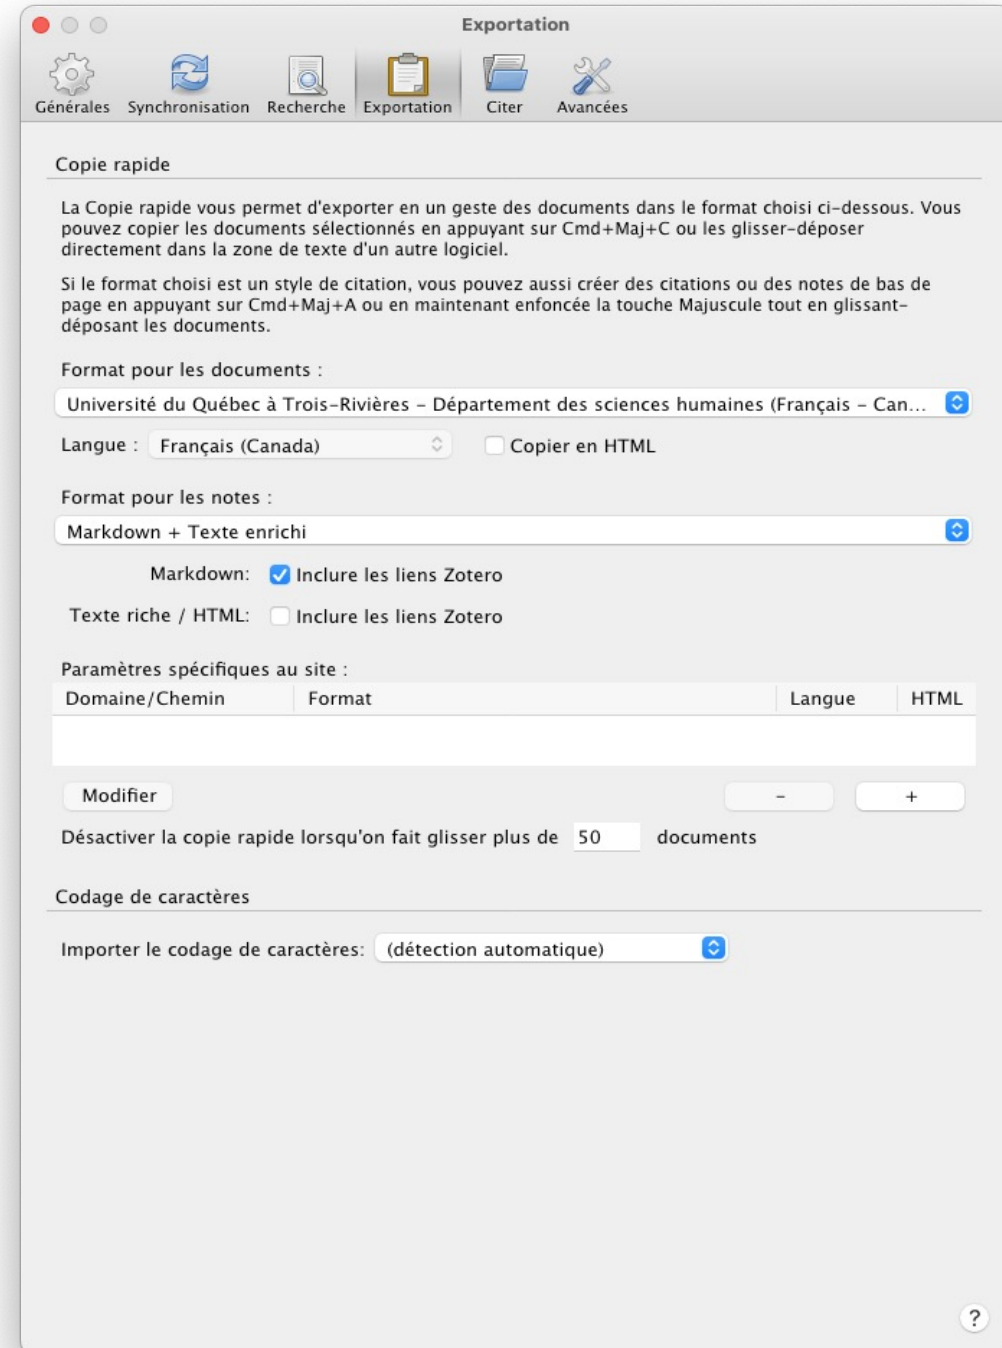 Exportation
Générales Synchronisation Recherche Exportation Citer Avancées
Copie rapide
La Copie rapide vous permet d'exporter en un geste des documents dans le format choisi ci-dessous. Vous
pouvez copier les documents sélectionnés en appuyant sur Cmd+Maj+C ou les glisser-déposer
directement dans la zone de texte d'un autre logiciel.
Si le format choisi est un style de citation, vous pouvez aussi créer des citations ou des notes de bas de
page en appuyant sur Cmd+Maj+A ou en maintenant enfoncée la touche Majuscule tout en glissant-
déposant les documents.
Format pour les documents :
Université du Québec à Trois-Rivières - Département des sciences humaines (Français - Can...
Langue : Français (Canada) Copier en HTML
Format pour les notes :
Markdown + Texte enrichi
Markdown: Inclure les liens Zotero
Texte riche / HTML: Inclure les liens Zotero
Paramètres spécifiques au site :
Domaine/Chemin Format Langue HTML
Modifier - +
Désactiver la copie rapide lorsqu'on fait glisser plus de 50 documents
Codage de caractères
Importer le codage de caractères: (détection automatique)
?